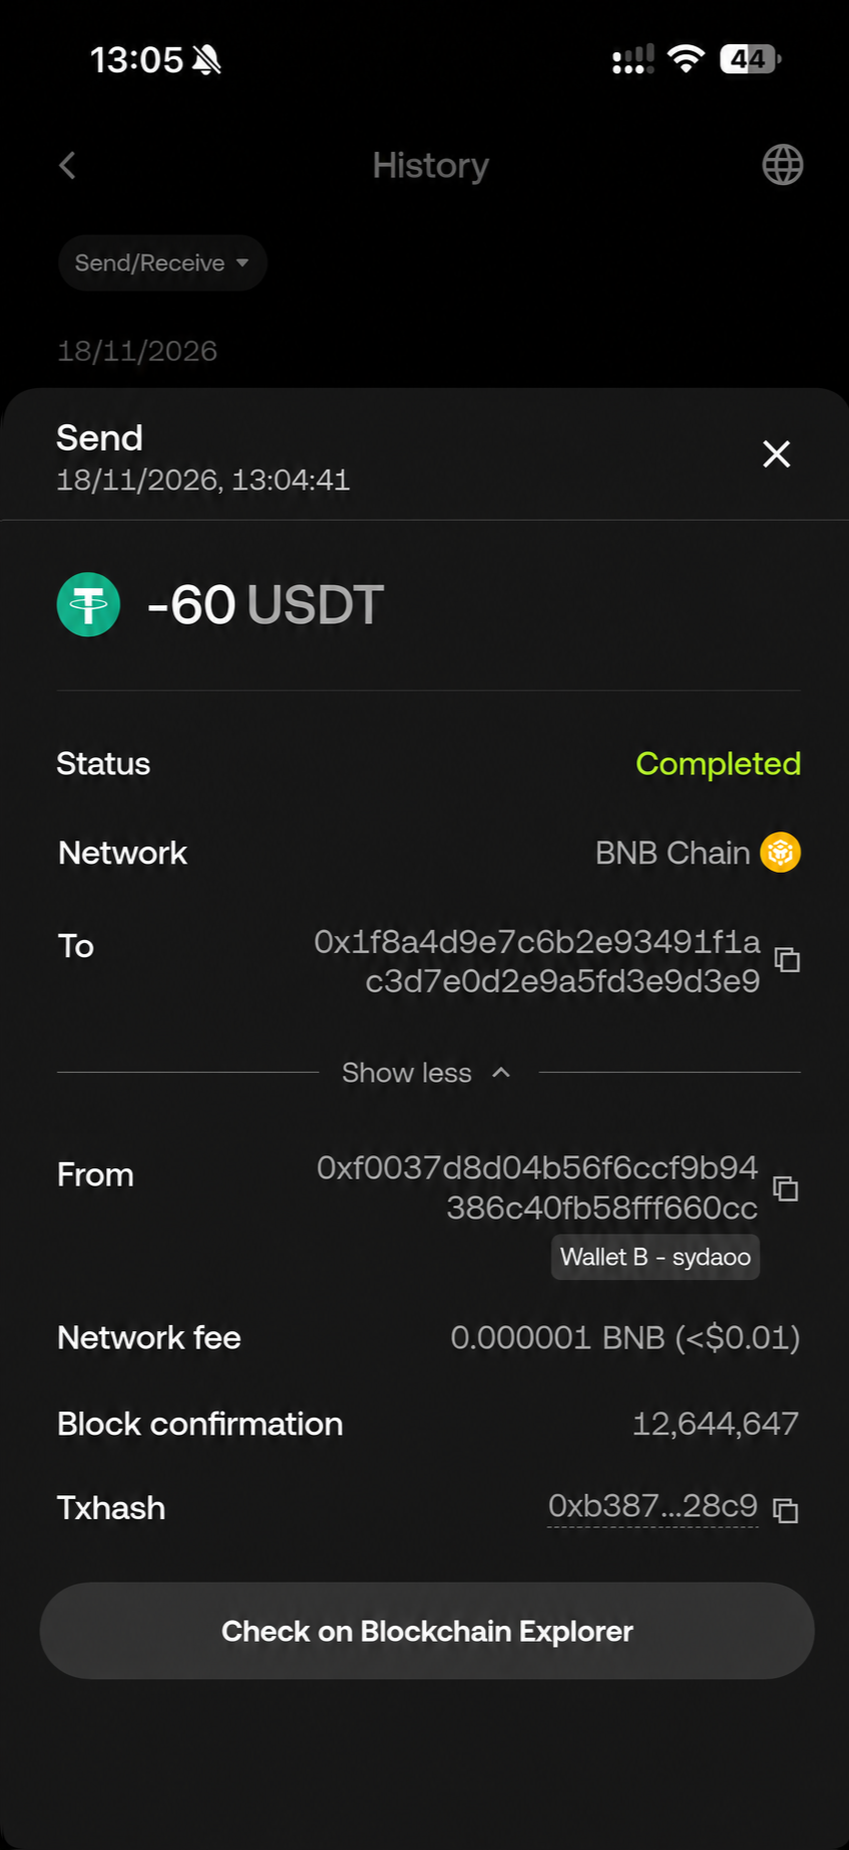 13:05
44
History
Send/Receive
18/11/2026
Send
18/11/2026, 13:04:41
-60 USDT
Status
Completed
Network
BNB Chain
To
0x1f8a4d9e7c6b2e93491f1a
c3d7e0d2e9a5fd3e9d3e9
Show less
From
0xf0037d8d04b56f6ccf9b94
386c40fb58fff660cc
Wallet B - sydaoo
Network fee
0.000001 BNB (<$0.01)
Block confirmation
12,644,647
Txhash
0xb387...28c9
Check on Blockchain Explorer